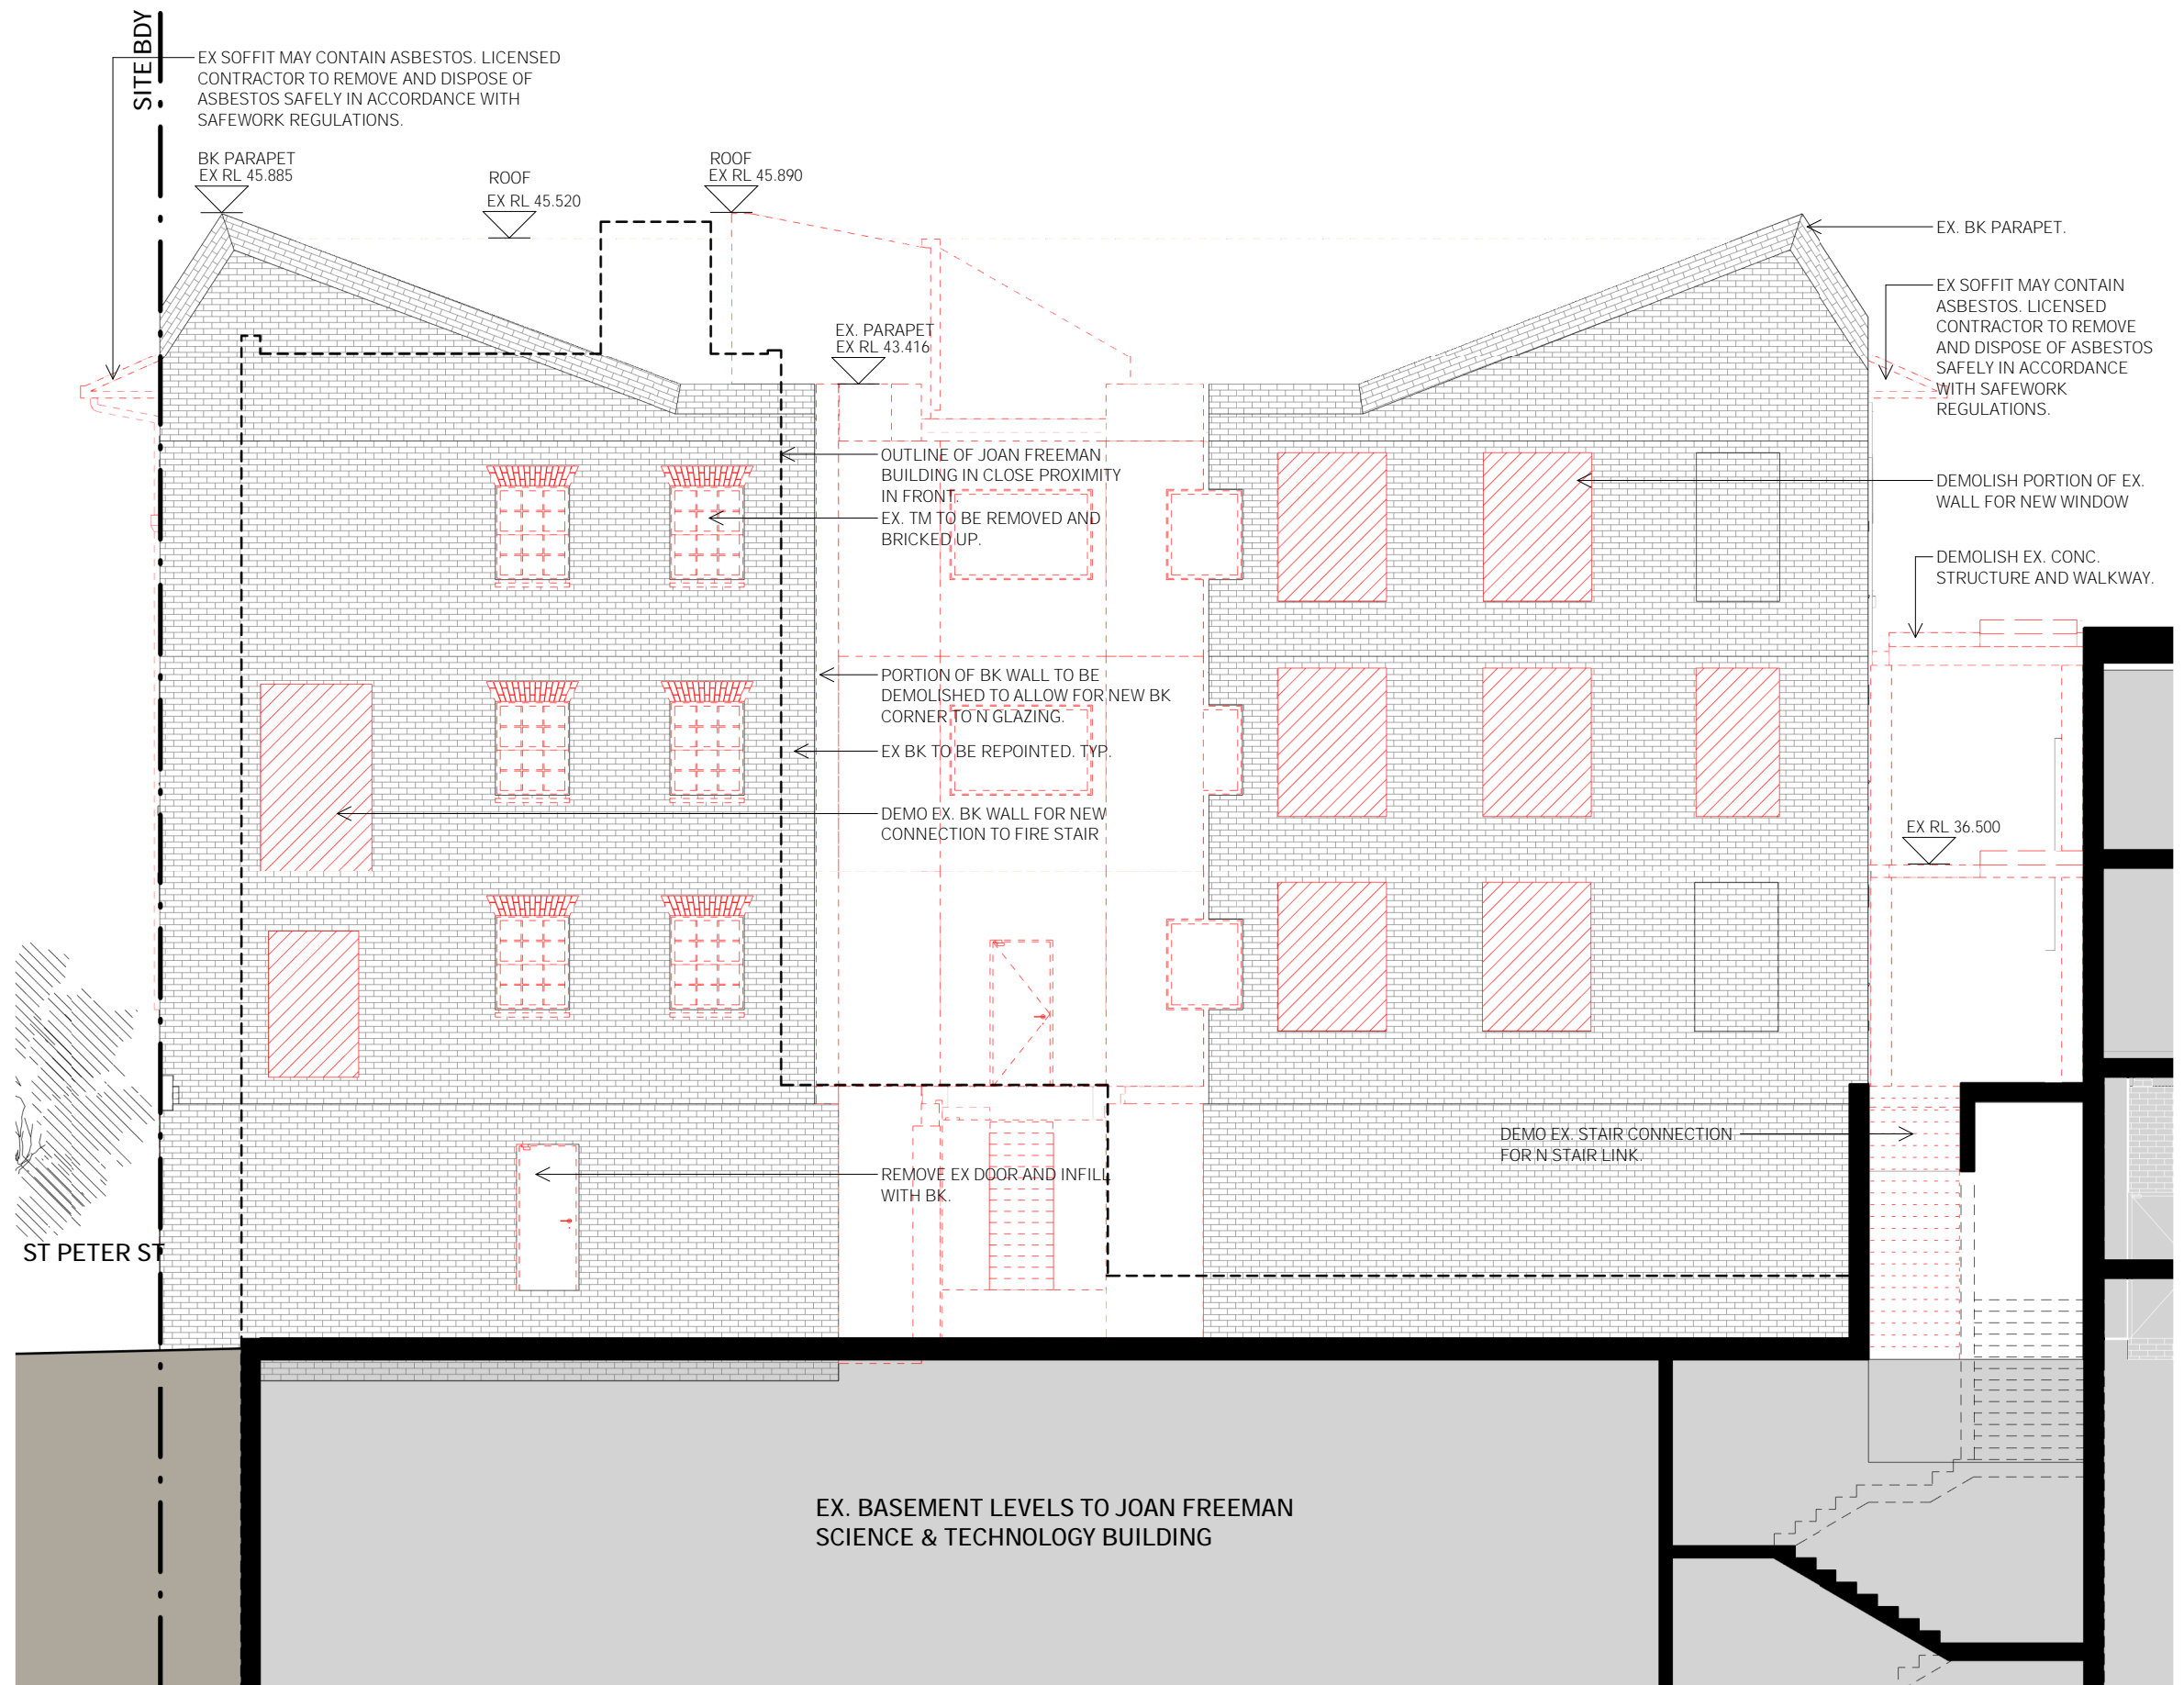 SITE BDY
EX SOFFIT MAY CONTAIN ASBESTOS. LICENSED
CONTRACTOR TO REMOVE AND DISPOSE OF
ASBESTOS SAFELY IN ACCORDANCE WITH
SAFEWORK REGULATIONS.
BK PARAPET
EX RL 45.885
ROOF
EX RL 45.520
ROOF
EX RL 45.890
EX. BK PARAPET.
EX SOFFIT MAY CONTAIN
ASBESTOS. LICENSED
CONTRACTOR TO REMOVE
AND DISPOSE OF ASBESTOS
SAFELY IN ACCORDANCE
WITH SAFEWORK
REGULATIONS.
EX. PARAPET
EX RL 43.416
OUTLINE OF JOAN FREEMAN
BUILDING IN CLOSE PROXIMITY
IN FRONT.
EX. TM TO BE REMOVED AND
BRICKED UP.
DEMOLISH PORTION OF EX.
WALL FOR NEW WINDOW
DEMOLISH EX. CONC.
STRUCTURE AND WALKWAY.
PORTION OF BK WALL TO BE
DEMOLISHED TO ALLOW FOR NEW BK
CORNER TO N GLAZING.
EX BK TO BE REPOINTED. TYP.
DEMO EX. BK WALL FOR NEW
CONNECTION TO FIRE STAIR
EX RL 36.500
DEMO EX. STAIR CONNECTION
FOR N STAIR LINK.
REMOVE EX DOOR AND INFILL
WITH BK.
ST PETER ST
EX. BASEMENT LEVELS TO JOAN FREEMAN
SCIENCE & TECHNOLOGY BUILDING